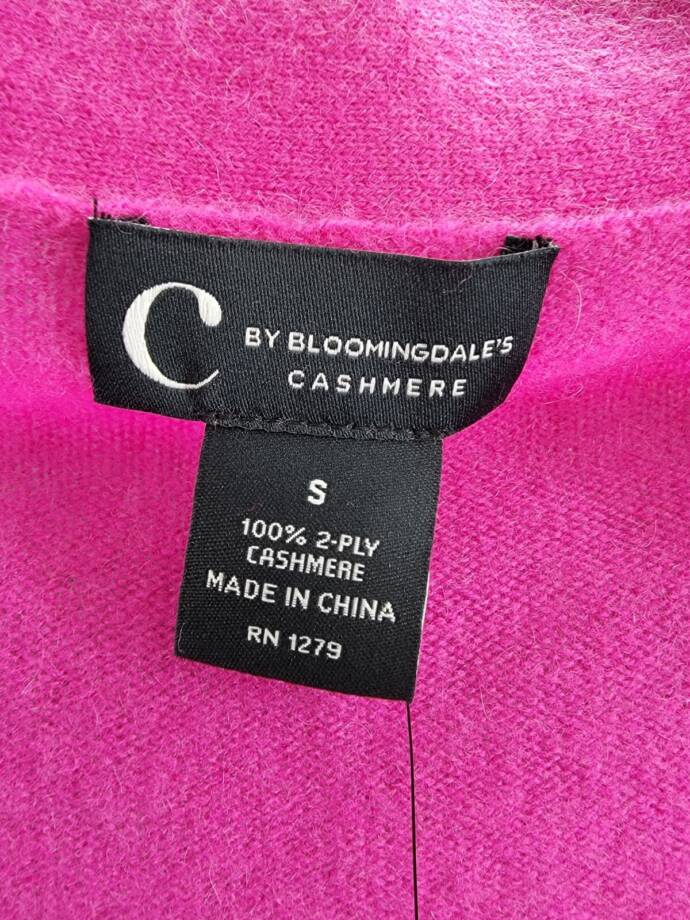 C
BY BLOOMINGDALE'S
CASHMERE
S
100% 2-PLY
CASHMERE
MADE IN CHINA
RN 1279